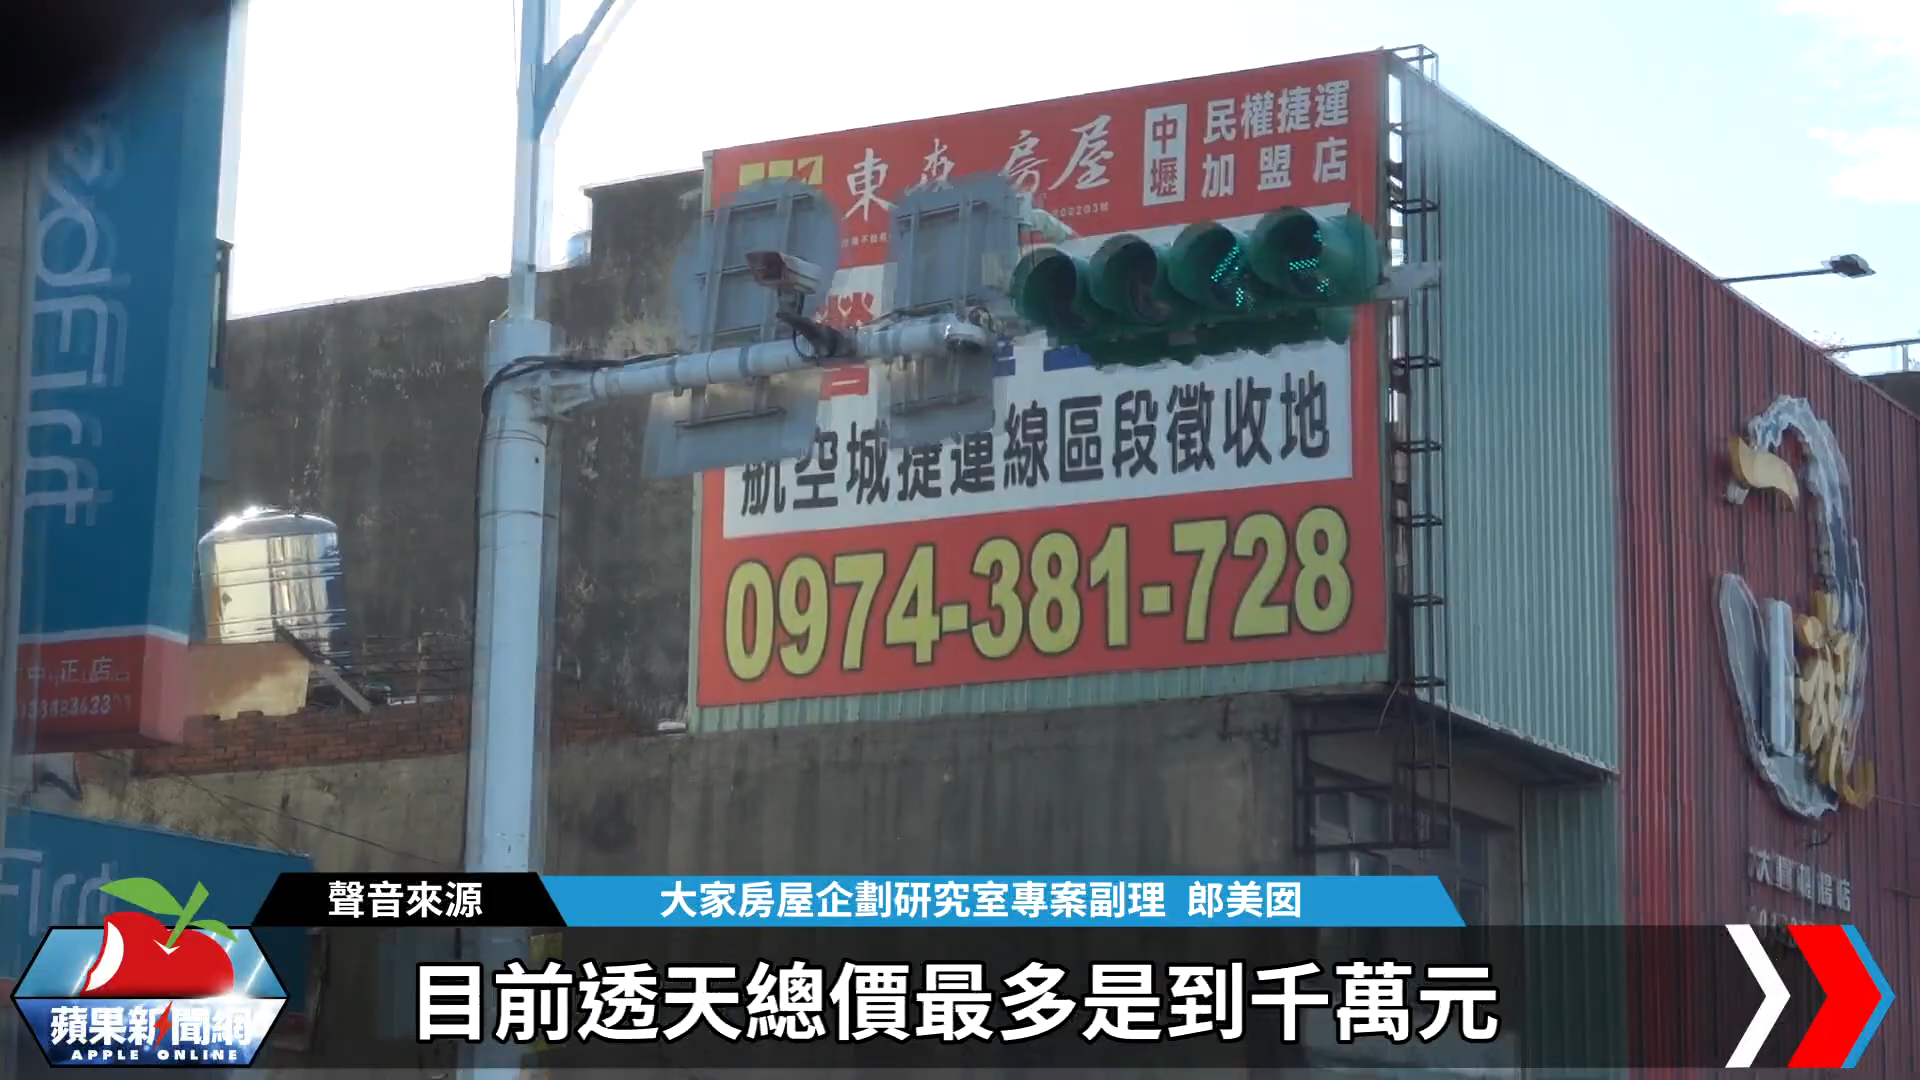 東森房屋
中壢
民權捷運
加盟店
營
航空城捷運線區段徵收地
0974-381-728
中正店
聲音來源
大家房屋企劃研究室專案副理 郎美囡
目前透天總價最多是到千萬元
蘋果新聞網
APPLE ONLINE